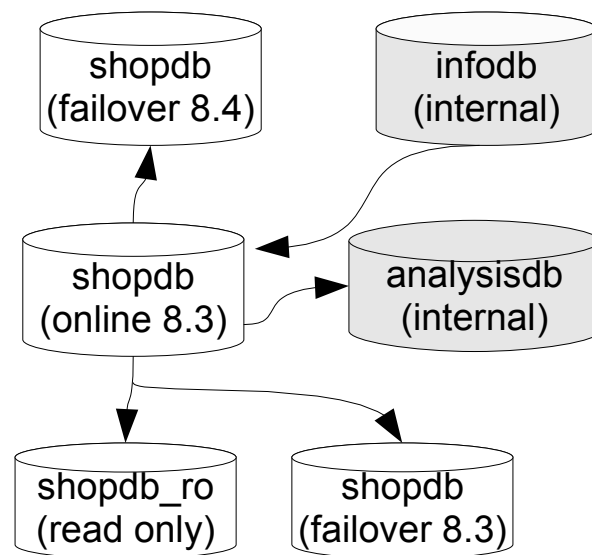 shopdb
(failover 8.4)
infodb
(internal)
shopdb
(online 8.3)
analysisdb
(internal)
shopdb_ro
(read only)
shopdb
(failover 8.3)